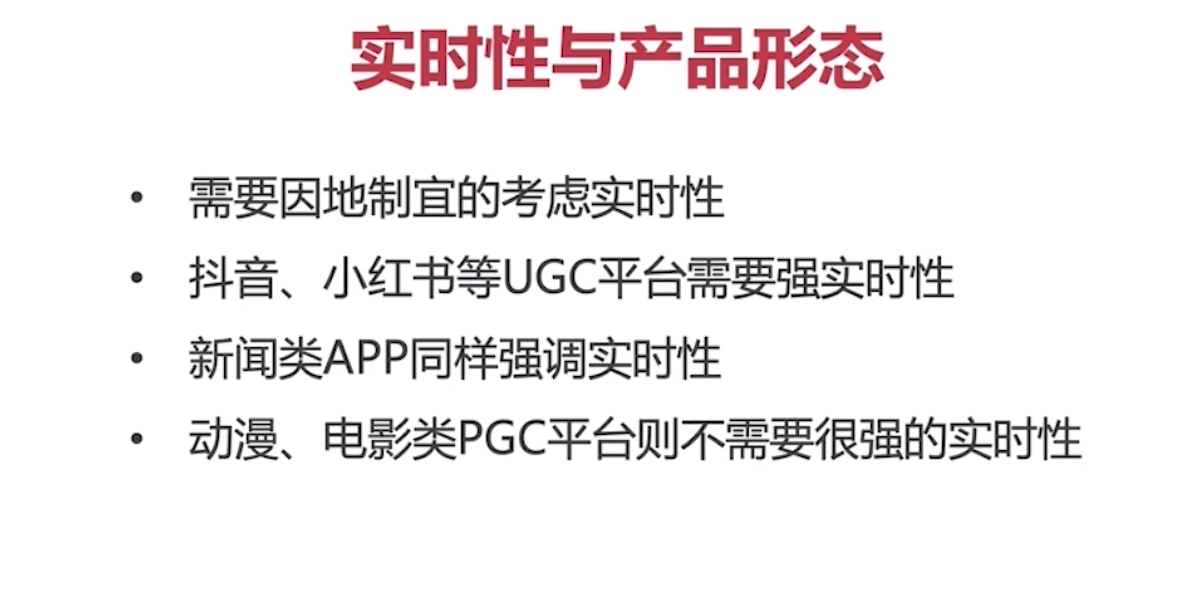 实时性与产品形态
• 需要因地制宜的考虑实时性
• 抖音、小红书等UGC平台需要强实时性
• 新闻类APP同样强调实时性
• 动漫、电影类PGC平台则不需要很强的实时性